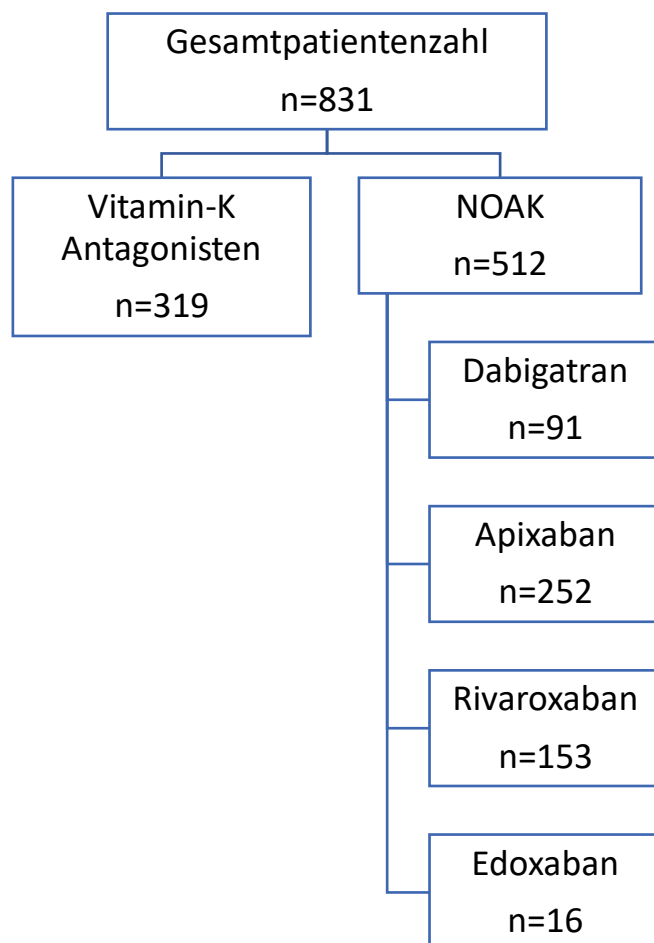 Gesamtpatientenzahl
n=831
Vitamin-K
Antagonisten
n=319
NOAK
n=512
Dabigatran
n=91
Apixaban
n=252
Rivaroxaban
n=153
Edoxaban
n=16